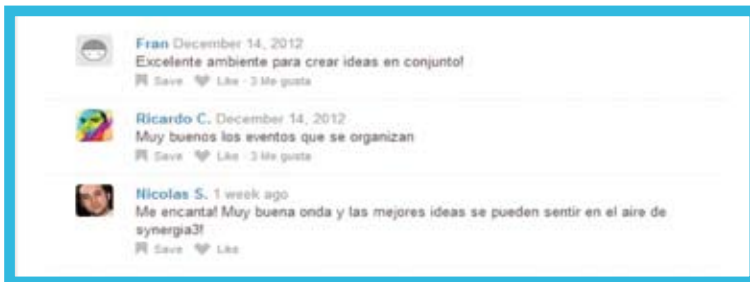 Fran December 14, 2012
Excelente ambiente para crear ideas en conjunto!
Save Like · 3 Me gusta
Ricardo C. December 14, 2012
Muy buenos los eventos que se organizan
Save Like · 3 Me gusta
Nicolas S. 1 week ago
Me encanta! Muy buena onda y las mejores ideas se pueden sentir en el aire de
synergia3!
Save Like